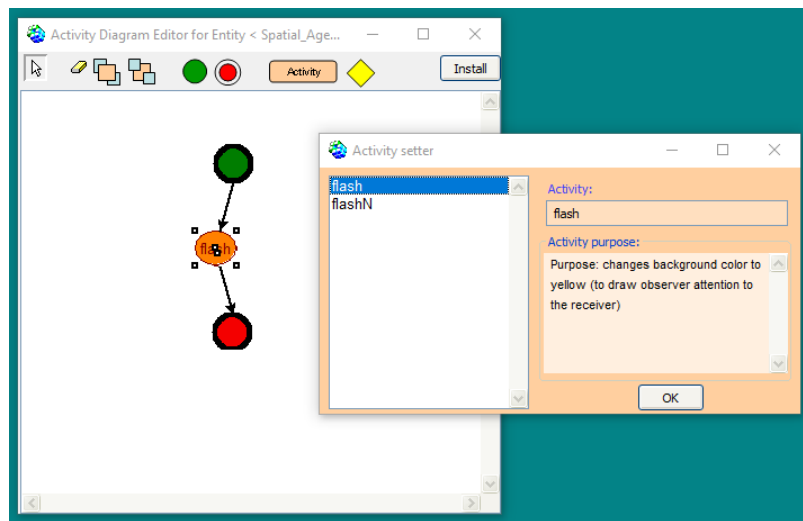 Activity Diagram Editor for Entity < Spatial_Age...
Activity
Install
flash
Activity setter
flash
flashN
Activity:
flash
Activity purpose:
Purpose: changes background color to
yellow (to draw observer attention to
the receiver)
OK